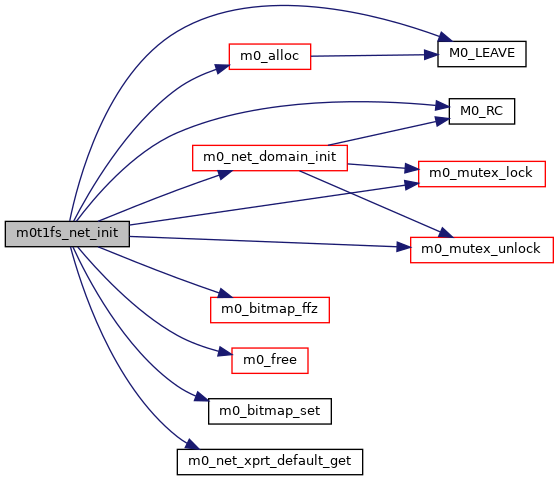 M0_LEAVE
m0_alloc
M0_RC
m0_net_domain_init
m0_mutex_lock
m0t1fs_net_init
m0_mutex_unlock
m0_bitmap_ffz
m0_free
m0_bitmap_set
m0_net_xprt_default_get